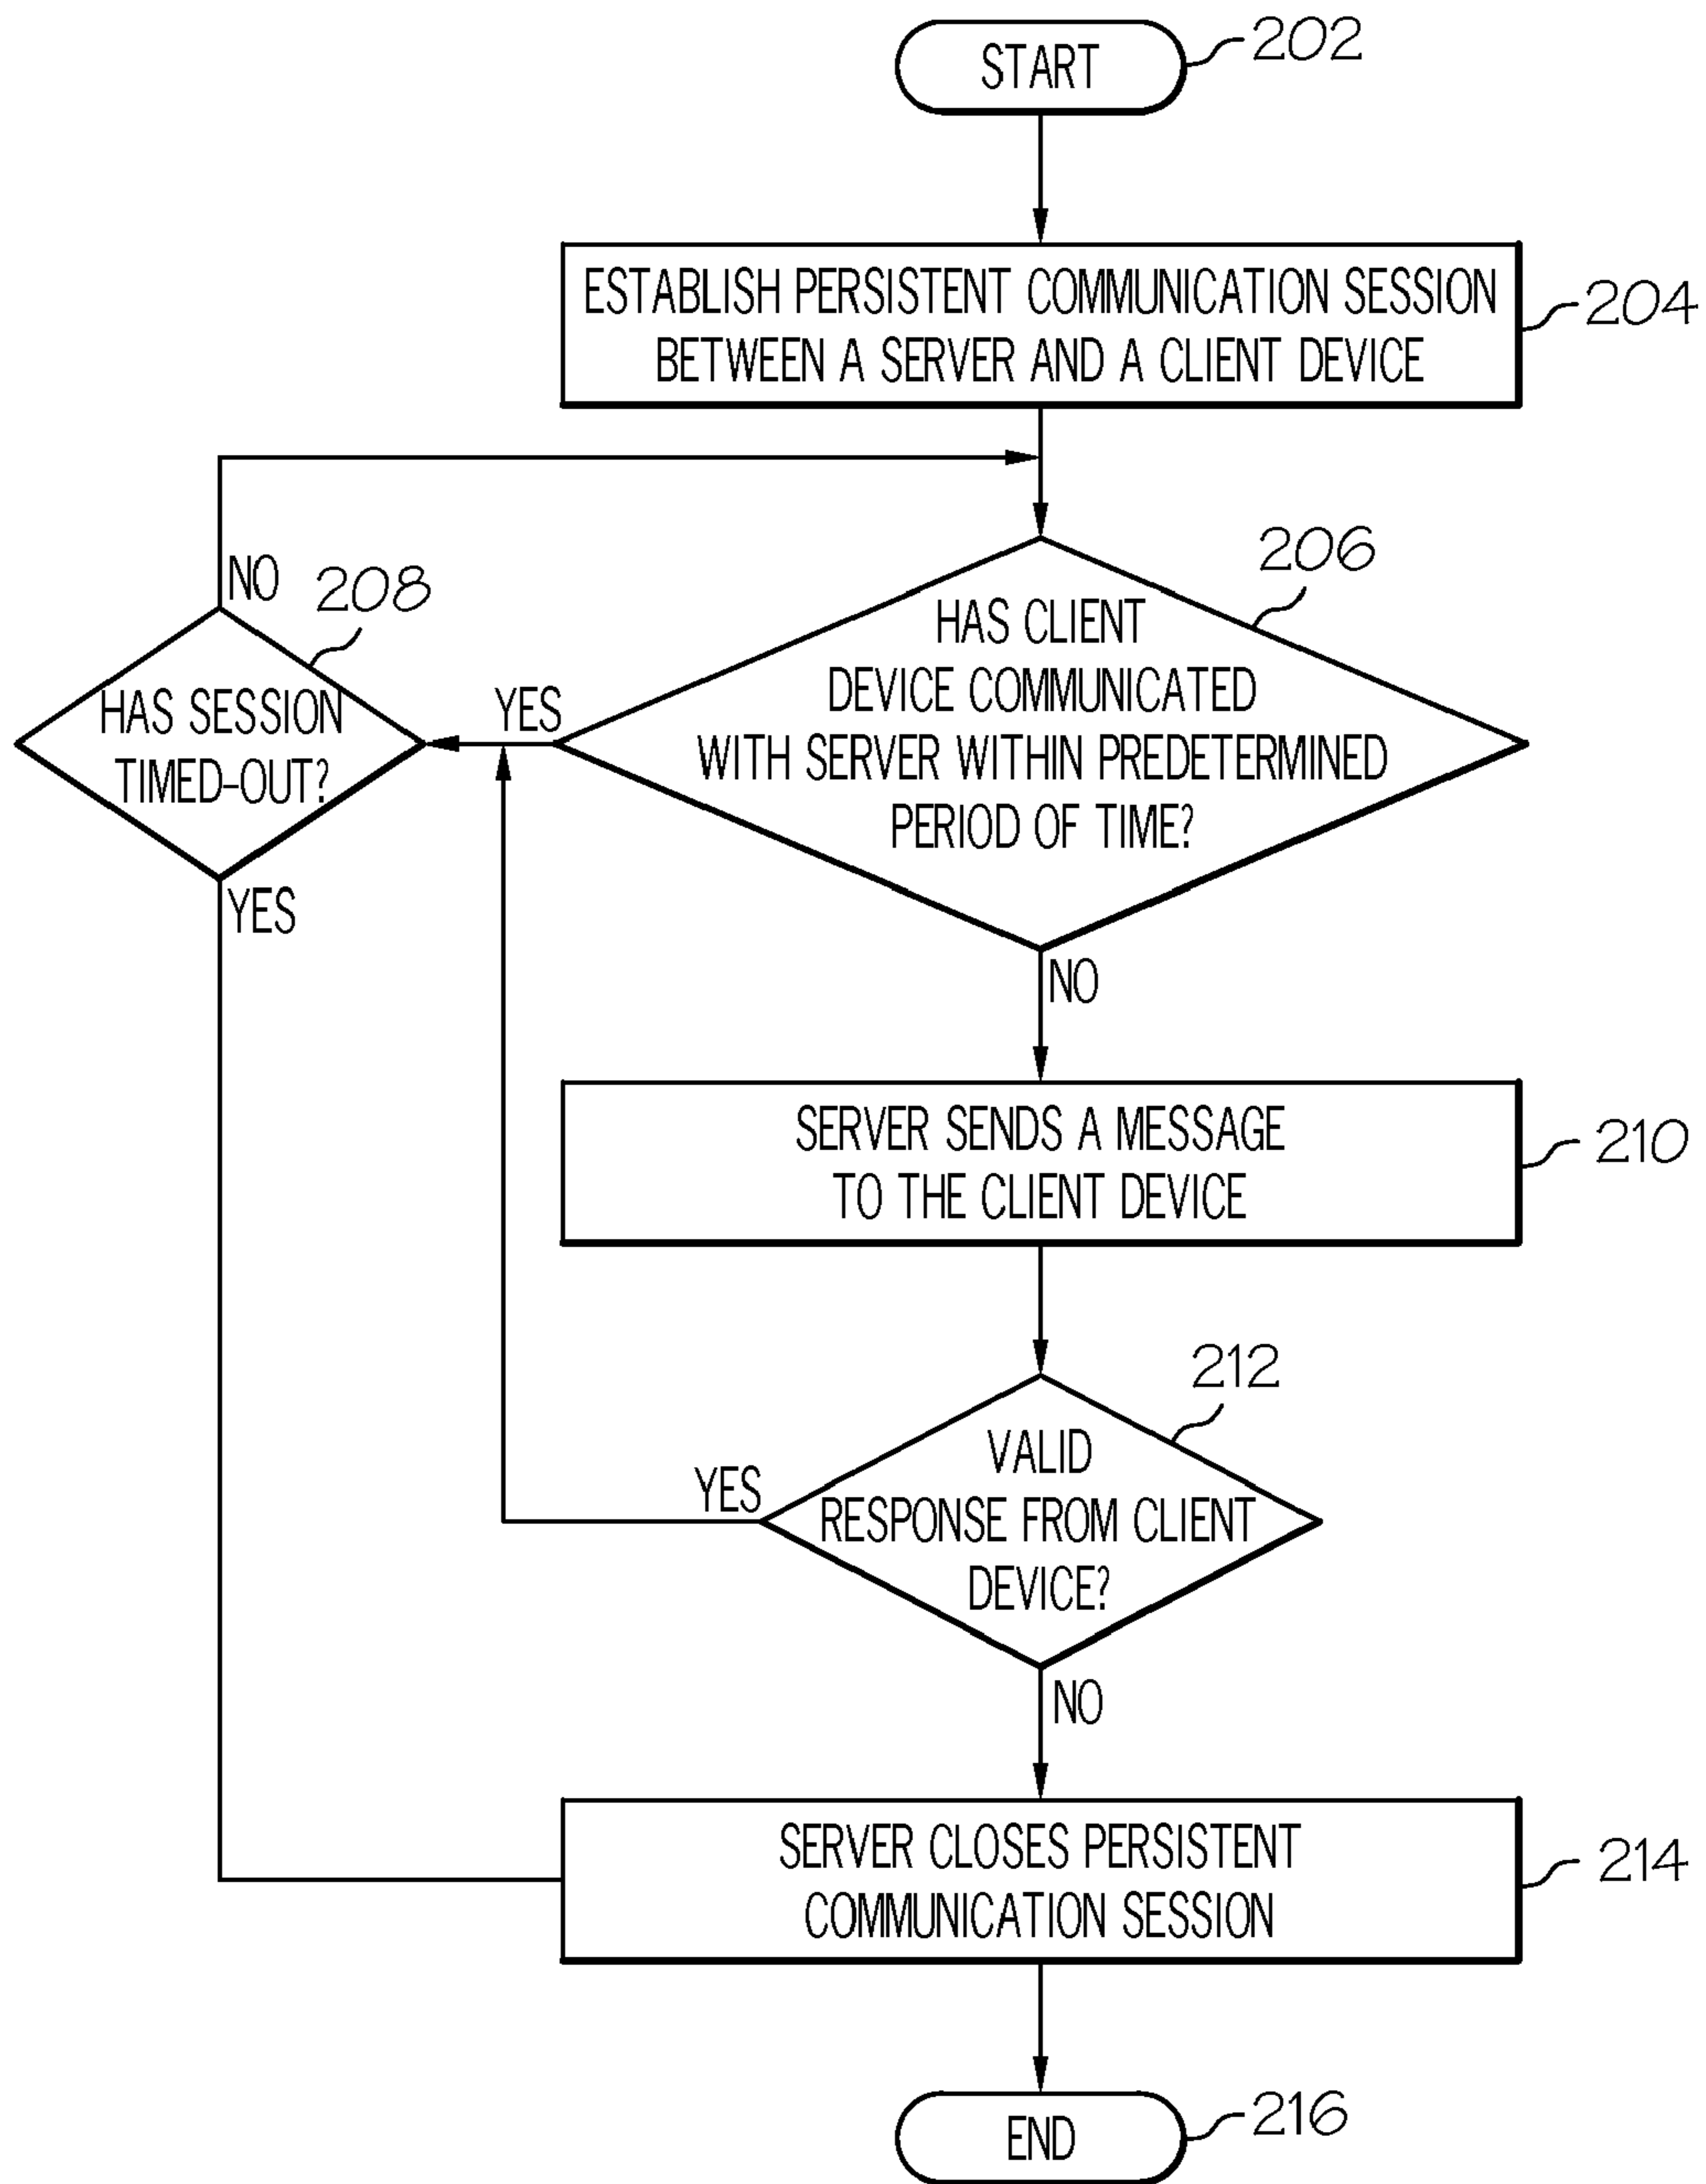 START
202
ESTABLISH PERSISTENT COMMUNICATION SESSION
BETWEEN A SERVER AND A CLIENT DEVICE
204
206
HAS CLIENT
DEVICE COMMUNICATED
WITH SERVER WITHIN PREDETERMINED
PERIOD OF TIME?
YES
NO
208
HAS SESSION
TIMED-OUT?
NO
YES
SERVER SENDS A MESSAGE
TO THE CLIENT DEVICE
210
212
VALID
RESPONSE FROM CLIENT
DEVICE?
YES
NO
SERVER CLOSES PERSISTENT
COMMUNICATION SESSION
214
END
216